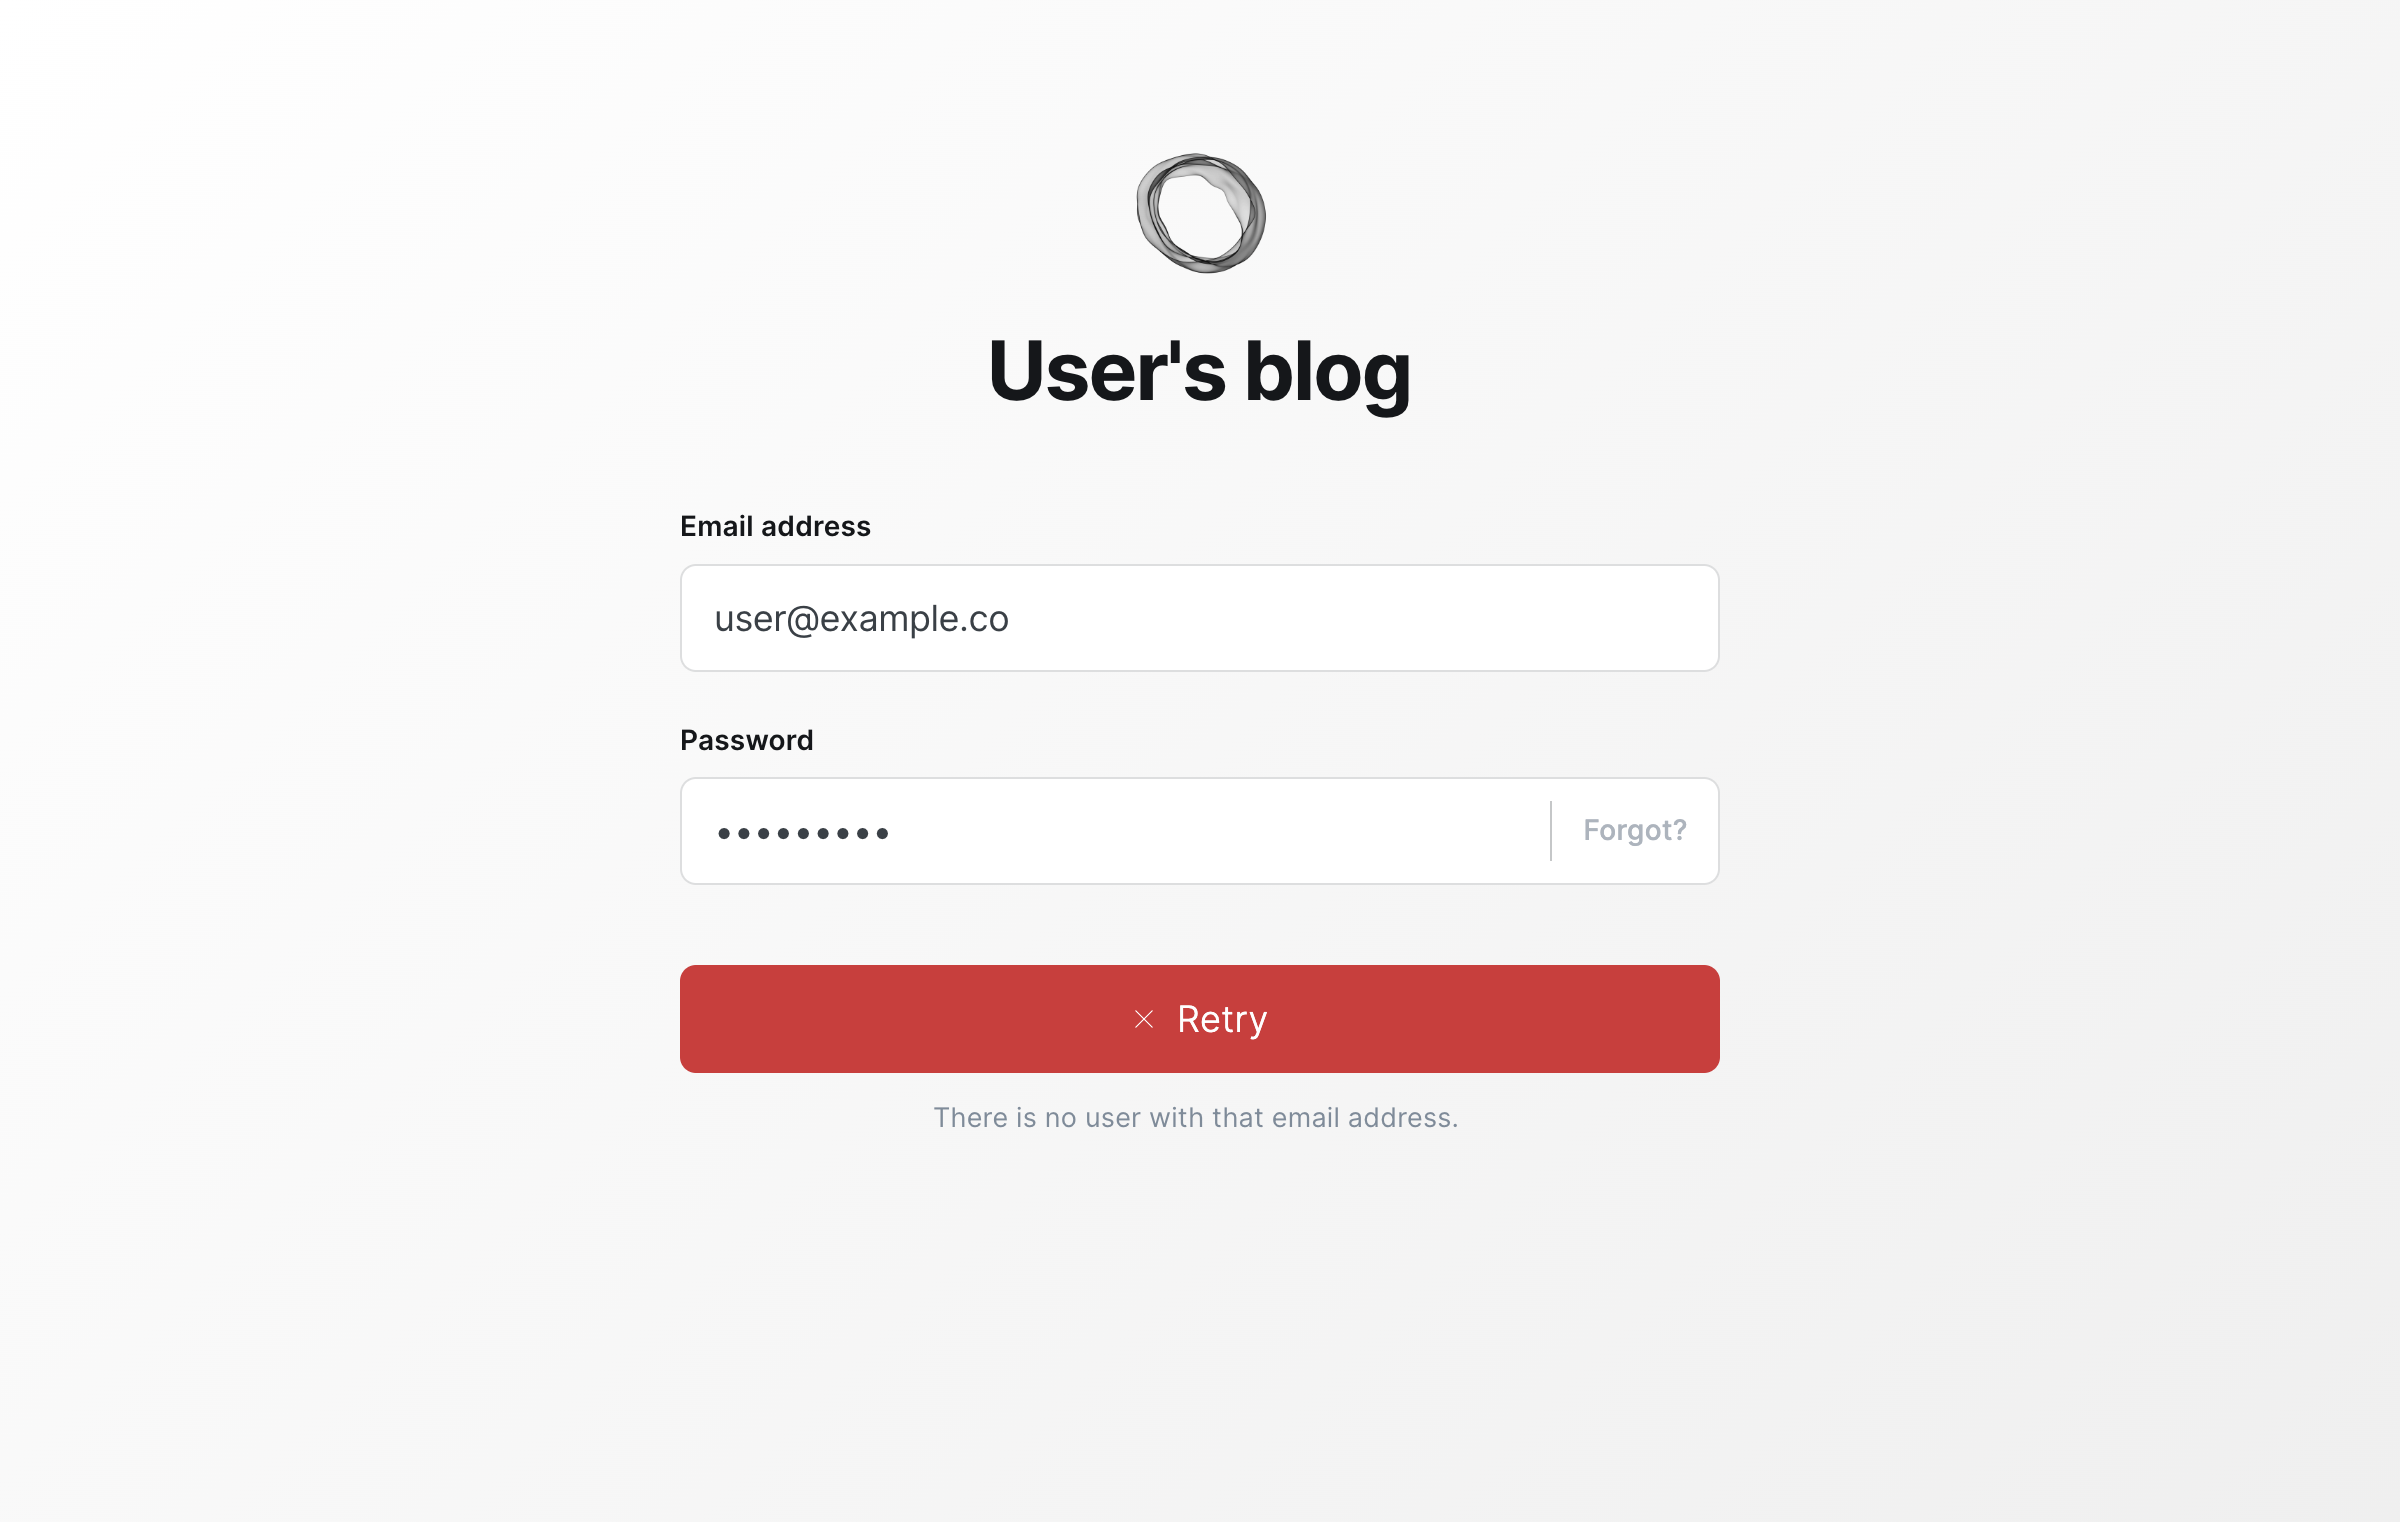 User's blog
Email address
user@example.co
Password
•••••••••
Forgot?
Retry
There is no user with that email address.